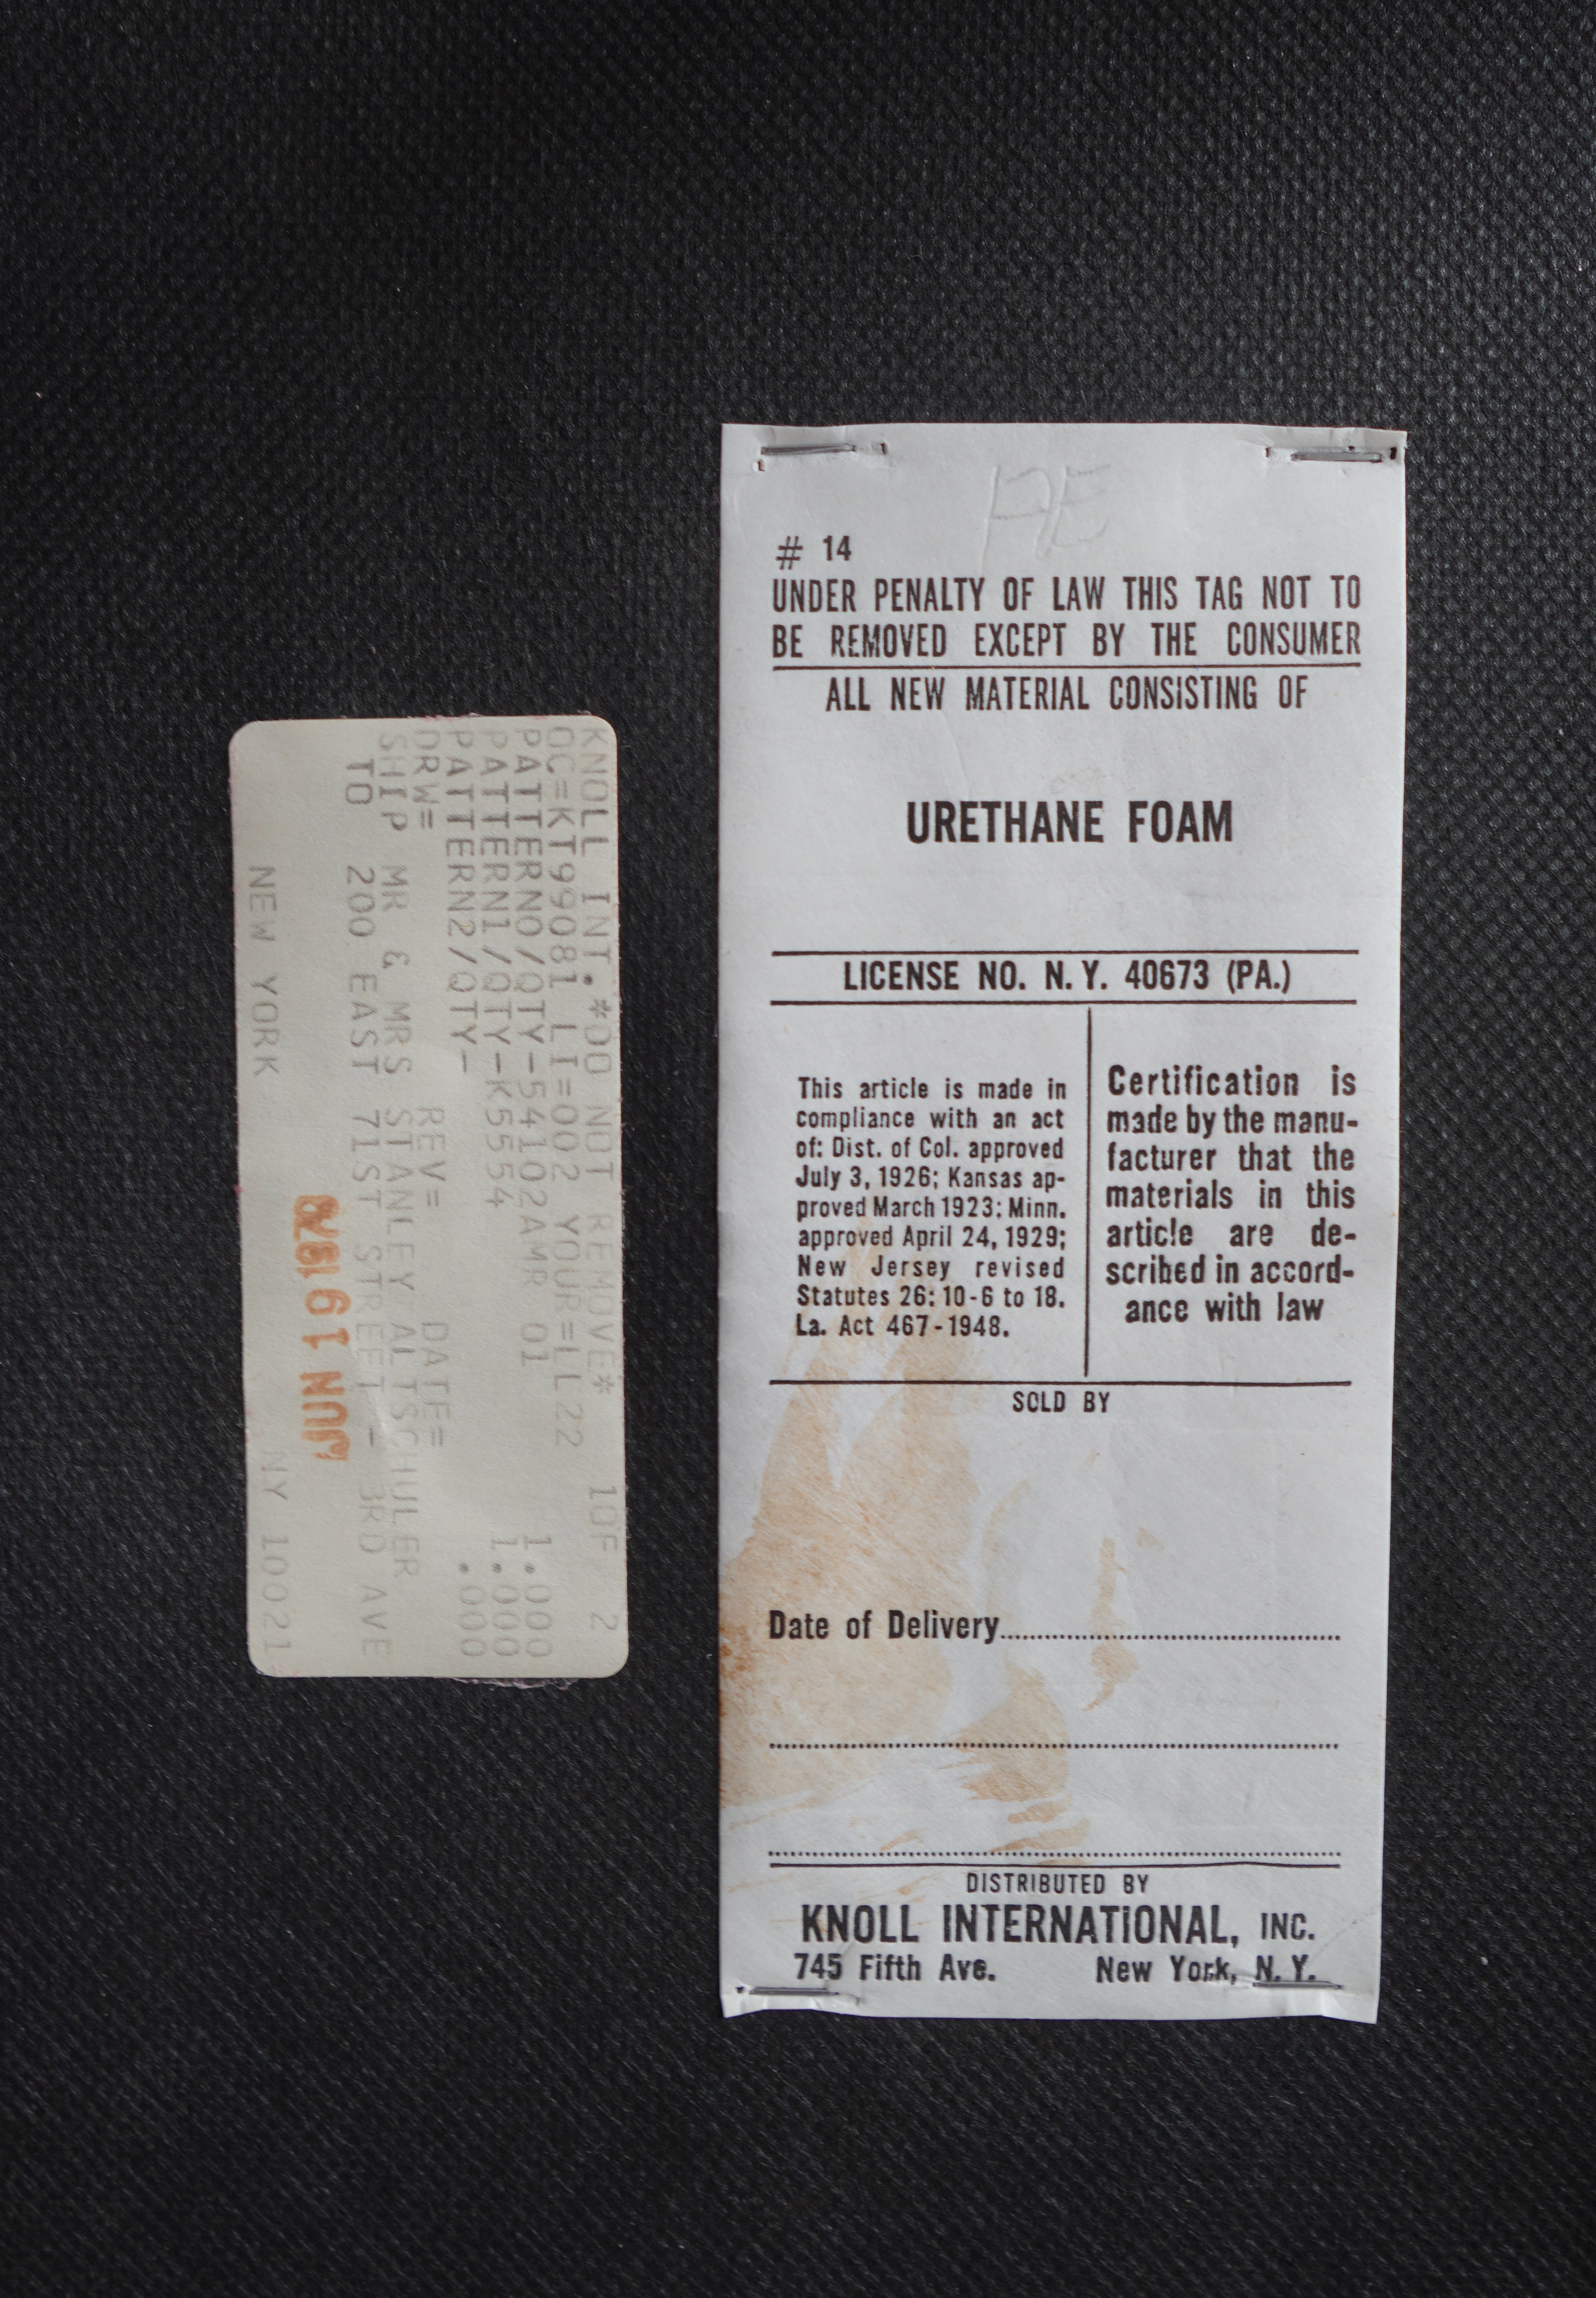 KNOLL INT.*DO NOT REMOVE* 1OF 2
OC=KT99081 LI=002 YOUR=LL22
PATTERN0/QTY-54102AMR 01 1.000
PATTERN1/QTY-K5554 1.000
PATTERN2/QTY- .000
DRW= REV= DATE=
SHIP MR & MRS STANLEY ALTSCHULER
TO 200 EAST 71ST STREET - 3RD AVE
JUN 19
NEW YORK NY 10021
AE
# 14
UNDER PENALTY OF LAW THIS TAG NOT TO
BE REMOVED EXCEPT BY THE CONSUMER
ALL NEW MATERIAL CONSISTING OF
URETHANE FOAM
LICENSE NO. N.Y. 40673 (PA.)
This article is made in
compliance with an act
of: Dist. of Col. approved
July 3, 1926; Kansas ap-
proved March 1923; Minn.
approved April 24, 1929;
New Jersey revised
Statutes 26: 10-6 to 18.
La. Act 467-1948.
Certification is
made by the manu-
facturer that the
materials in this
article are de-
scribed in accord-
ance with law
SOLD BY
Date of Delivery
DISTRIBUTED BY
KNOLL INTERNATIONAL, INC.
745 Fifth Ave. New York, N.Y.